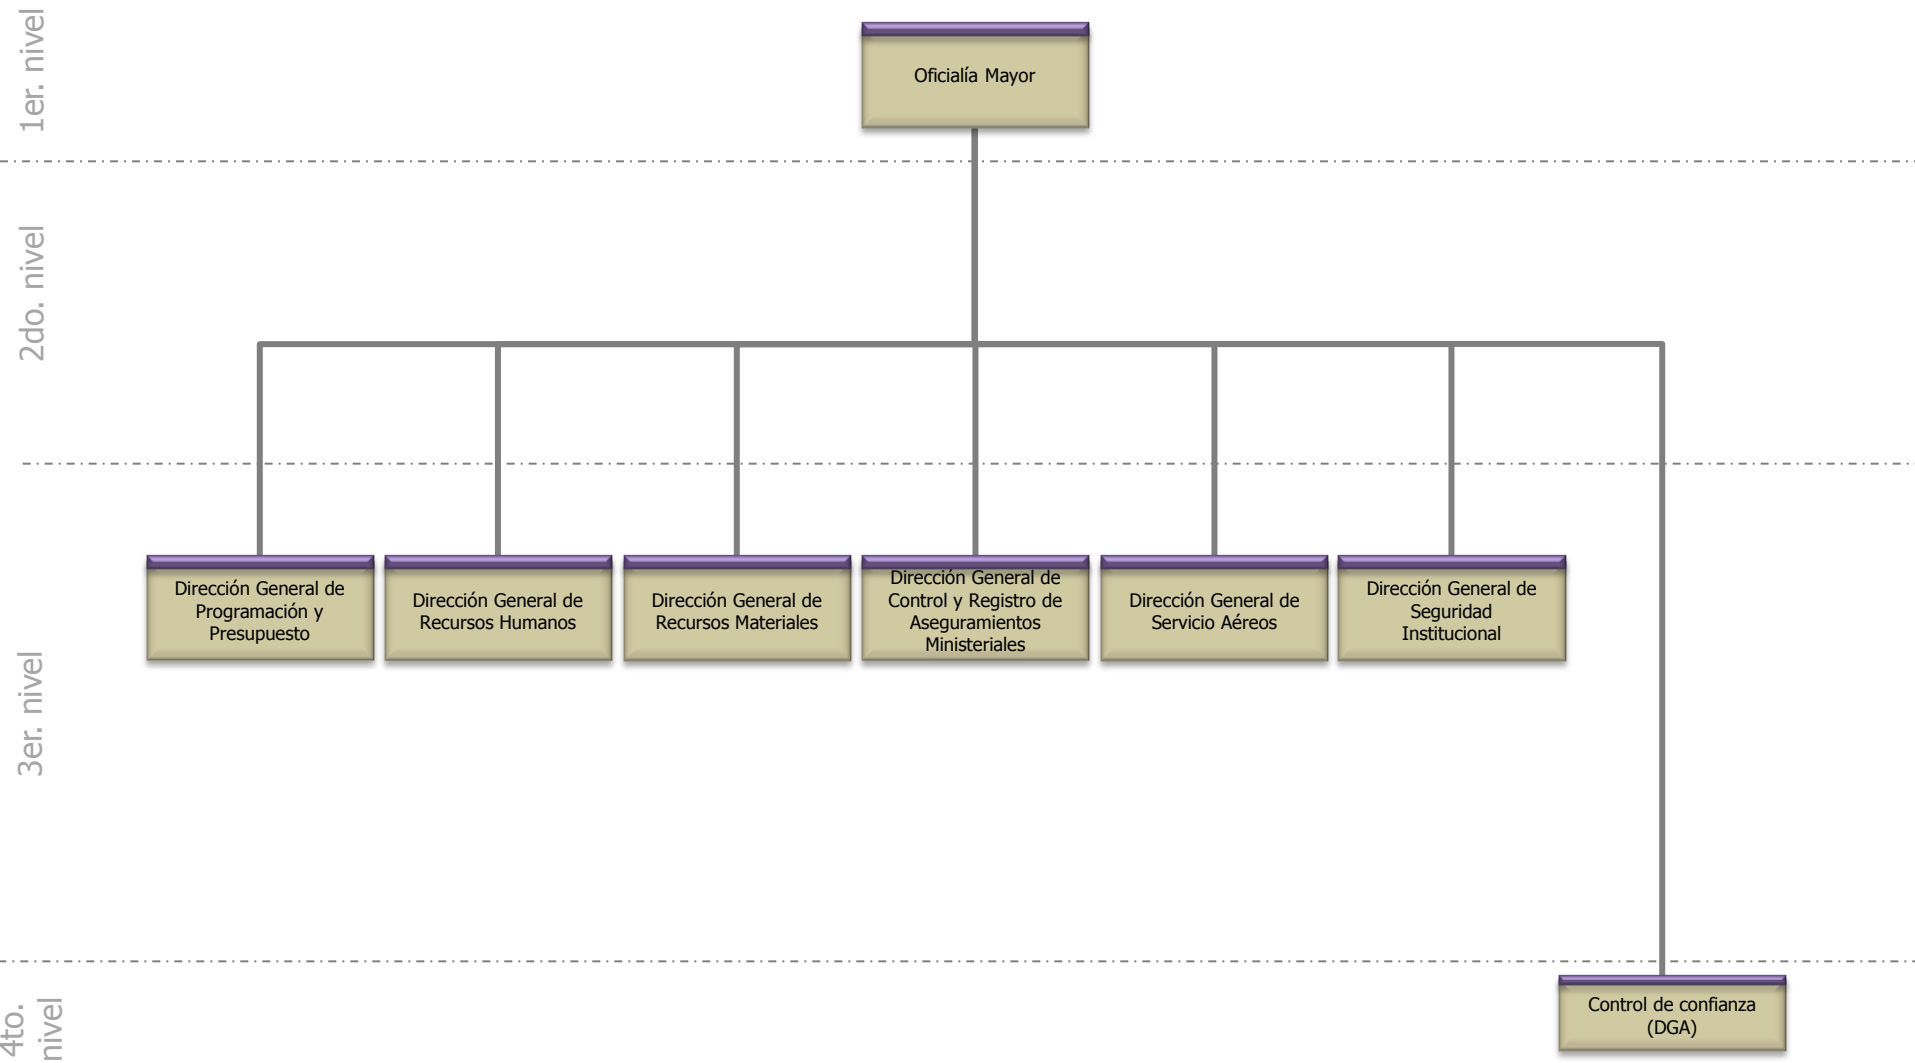 1er. nivel
Oficialía Mayor
2do. nivel
3er. nivel
Dirección General de
Programación y
Presupuesto
Dirección General de
Recursos Humanos
Dirección General de
Recursos Materiales
Dirección General de
Control y Registro de
Aseguramientos
Ministeriales
Dirección General de
Servicio Aéreos
Dirección General de
Seguridad
Institucional
4to.
nivel
Control de confianza
(DGA)